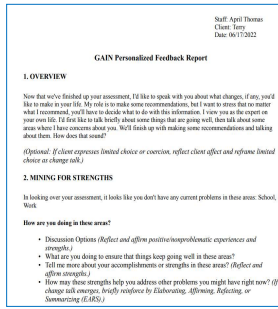 Staff: April Thomas
Client: Terry
Date: 06/17/2022
GAIN Personalized Feedback Report
1. OVERVIEW
Now that we've finished up your assessment, I'd like to speak with you about what changes, if any, you'd
like to make in your life. My role is to make some recommendations, but I want to stress that no matter
what I recommend, you'll have to decide what to do with this information. I view you as the expert on
your own life. I'd first like to talk briefly about some things that are going well, then talk about some
areas where I have concerns about you. We'll finish up with making some recommendations and talking
about them. How does that sound?
(Optional: If client expresses limited choice or coercion, reflect client affect and reframe limited
choice as change talk.)
2. MINING FOR STRENGTHS
In looking over your assessment, it looks like you don't have any current problems in these areas: School,
Work
How are you doing in these areas?
• Discussion Options (Reflect and affirm positive/nonproblematic experiences and
strengths.)
• What are you doing to ensure that things keep going well in these areas?
• Tell me more about your accomplishments or strengths in these areas? (Reflect and
affirm strengths.)
• How may these strengths help you address other problems you might have right now? (If
change talk emerges, briefly reinforce by Elaborating, Affirming, Reflecting, or
Summarizing (EARS).)